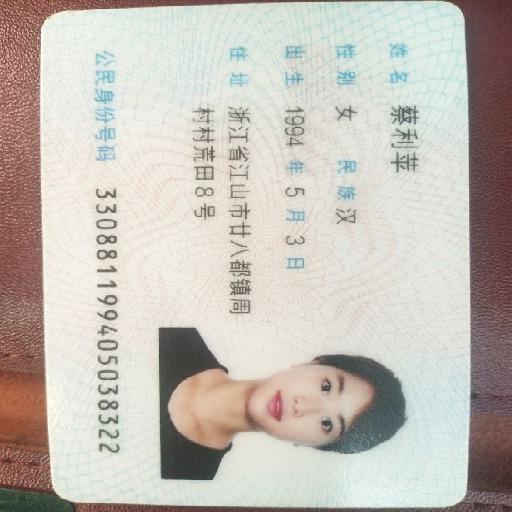 姓名 蔡利苹
性别 女 民族 汉
出生 1994 年 5 月 3 日
住址 浙江省江山市廿八都镇周
村村荒田8号
公民身份号码 330881199405038322